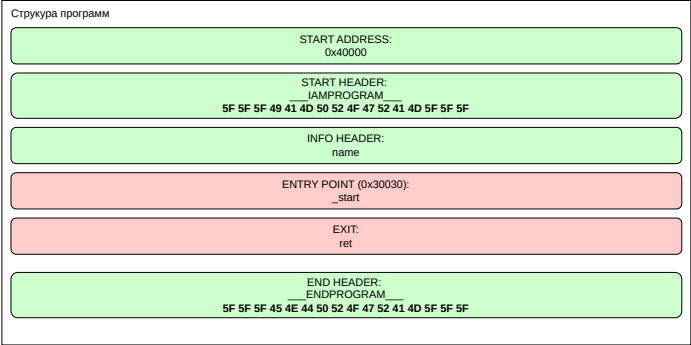 Струкура программ
START ADDRESS:
0x40000
START HEADER:
___IAMPROGRAM___
5F 5F 5F 49 41 4D 50 52 4F 47 52 41 4D 5F 5F 5F
INFO HEADER:
name
ENTRY POINT (0x30030):
_start
EXIT:
ret
END HEADER:
___ENDPROGRAM___
5F 5F 5F 45 4E 44 50 52 4F 47 52 41 4D 5F 5F 5F